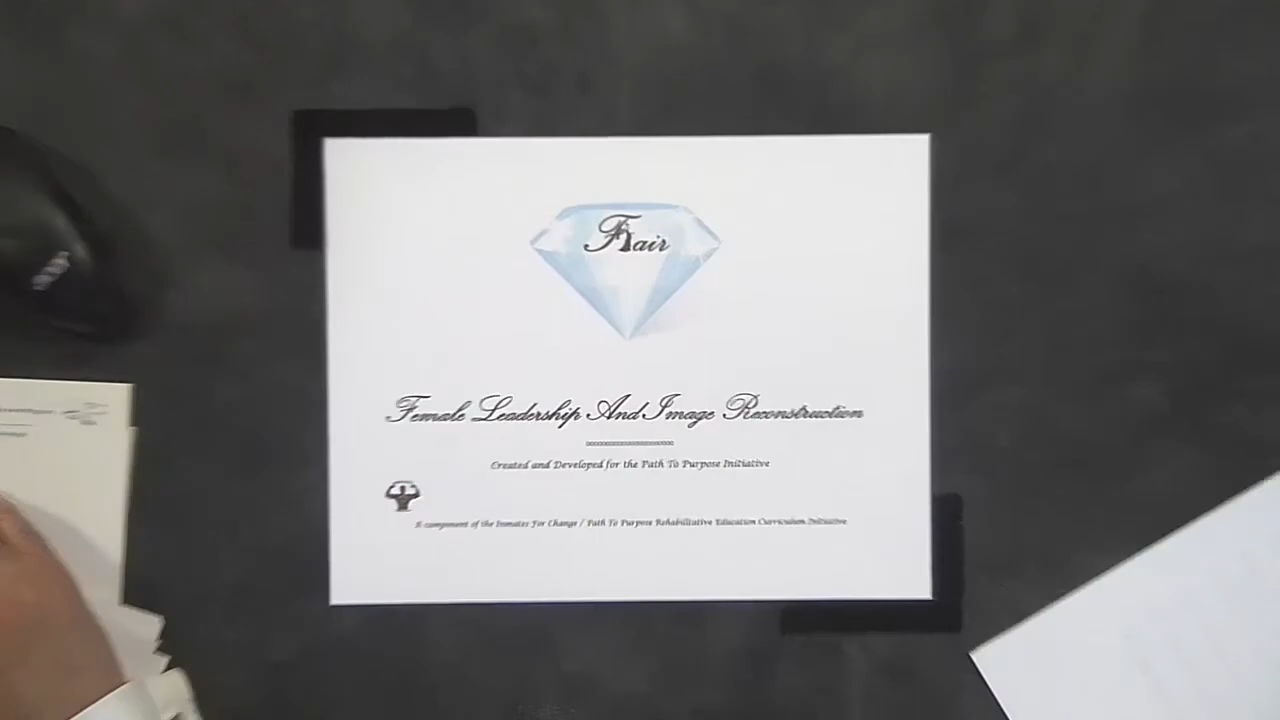 Flair
Female Leadership And Image Reconstruction
Created and Developed for the Path To Purpose Initiative
A component of the Inmates For Change / Path To Purpose Rehabilitative Education Curriculum Initiative